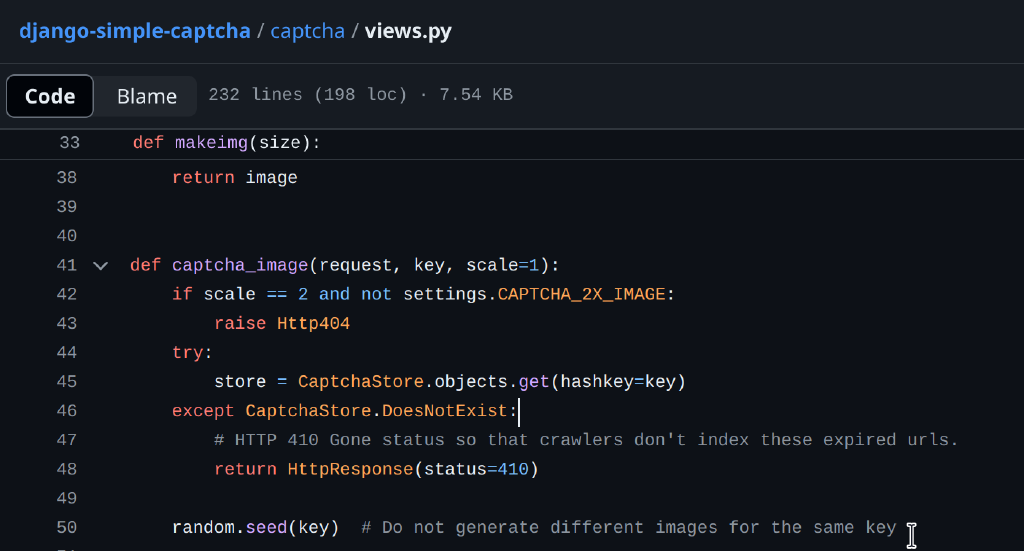 django-simple-captcha / captcha / views.py
Code Blame 232 lines (198 loc) · 7.54 KB
33 def makeimg(size):
38 return image
39
40
41 def captcha_image(request, key, scale=1):
42 if scale == 2 and not settings.CAPTCHA_2X_IMAGE:
43 raise Http404
44 try:
45 store = CaptchaStore.objects.get(hashkey=key)
46 except CaptchaStore.DoesNotExist:
47 # HTTP 410 Gone status so that crawlers don't index these expired urls.
48 return HttpResponse(status=410)
49
50 random.seed(key)  # Do not generate different images for the same key